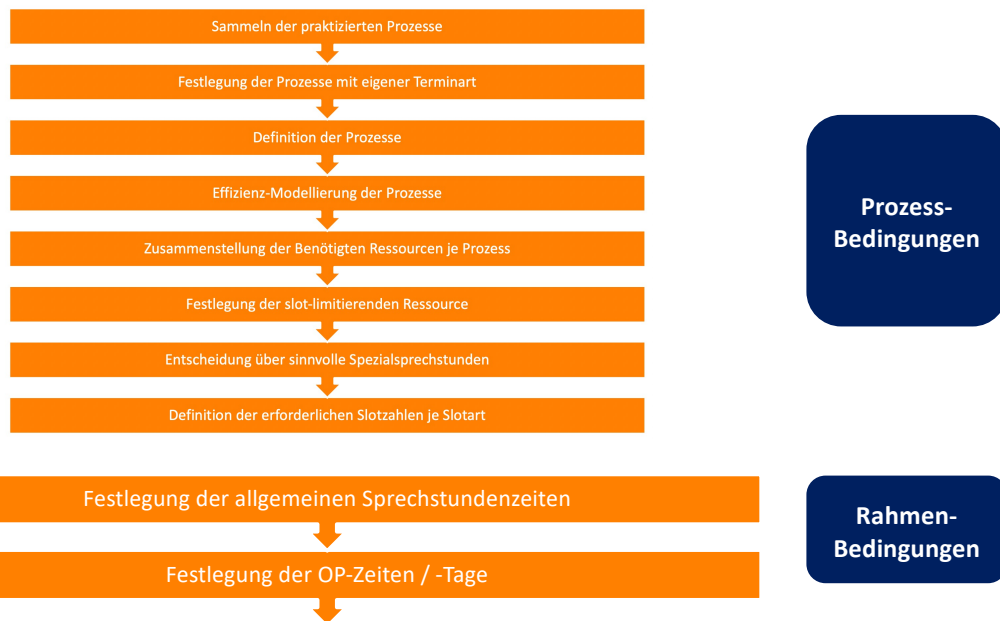 Sammeln der praktizierten Prozesse
Festlegung der Prozesse mit eigener Terminart
Definition der Prozesse
Effizienz-Modellierung der Prozesse
Zusammenstellung der Benötigten Ressourcen je Prozess
Festlegung der slot-limitierenden Ressource
Entscheidung über sinnvolle Spezialsprechstunden
Definition der erforderlichen Slotzahlen je Slotart
Prozess-
Bedingungen
Festlegung der allgemeinen Sprechstundenzeiten
Festlegung der OP-Zeiten / -Tage
Rahmen-
Bedingungen